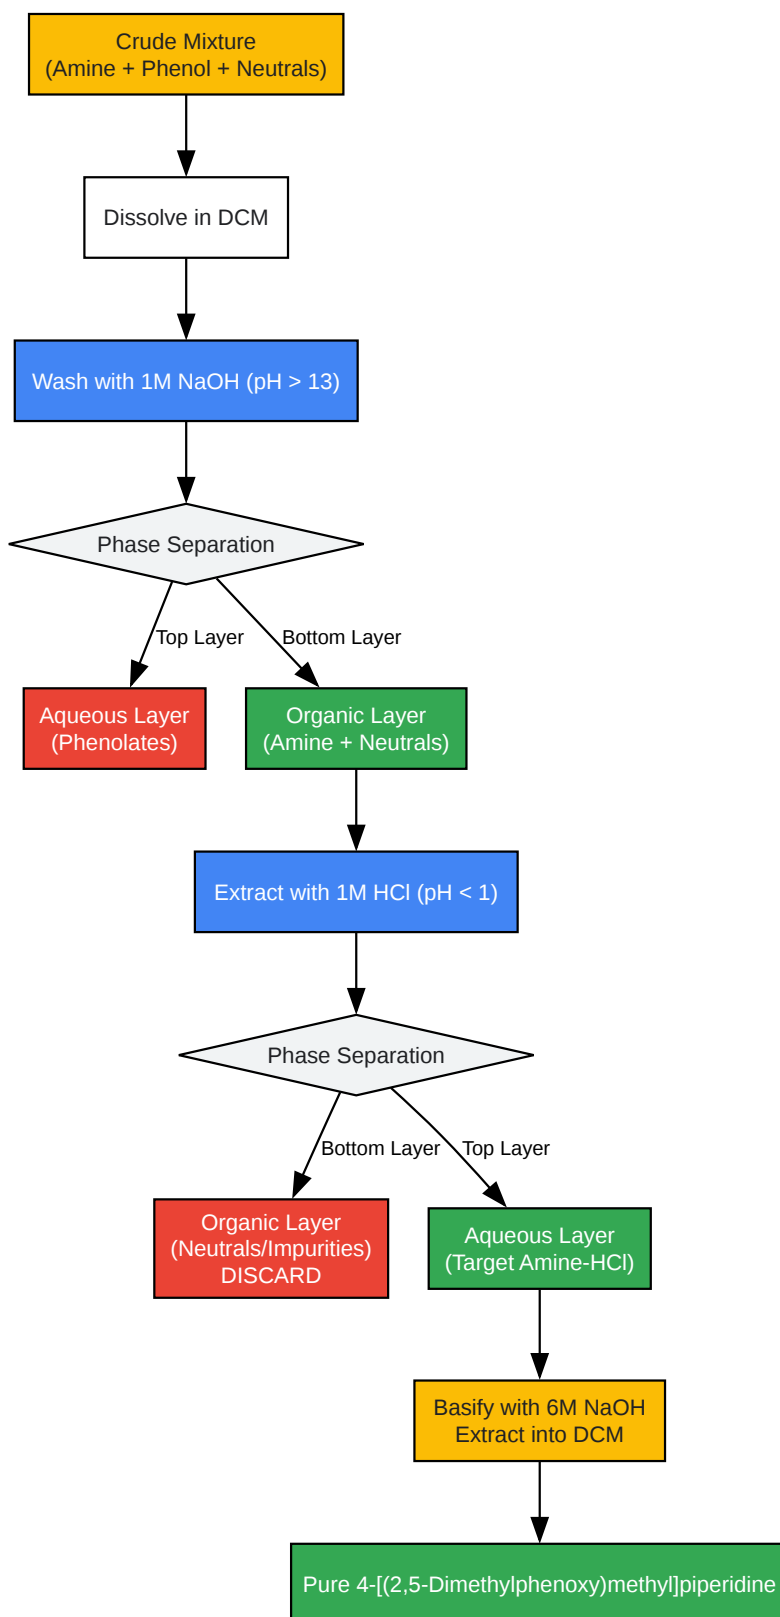 Crude Mixture
(Amine + Phenol + Neutrals)
Dissolve in DCM
Wash with 1M NaOH (pH > 13)
Phase Separation
Top Layer
Bottom Layer
Aqueous Layer
(Phenolates)
Organic Layer
(Amine + Neutrals)
Extract with 1M HCl (pH < 1)
Phase Separation
Bottom Layer
Top Layer
Organic Layer
(Neutrals/Impurities)
DISCARD
Aqueous Layer
(Target Amine-HCl)
Basify with 6M NaOH
Extract into DCM
Pure 4-[(2,5-Dimethylphenoxy)methyl]piperidine